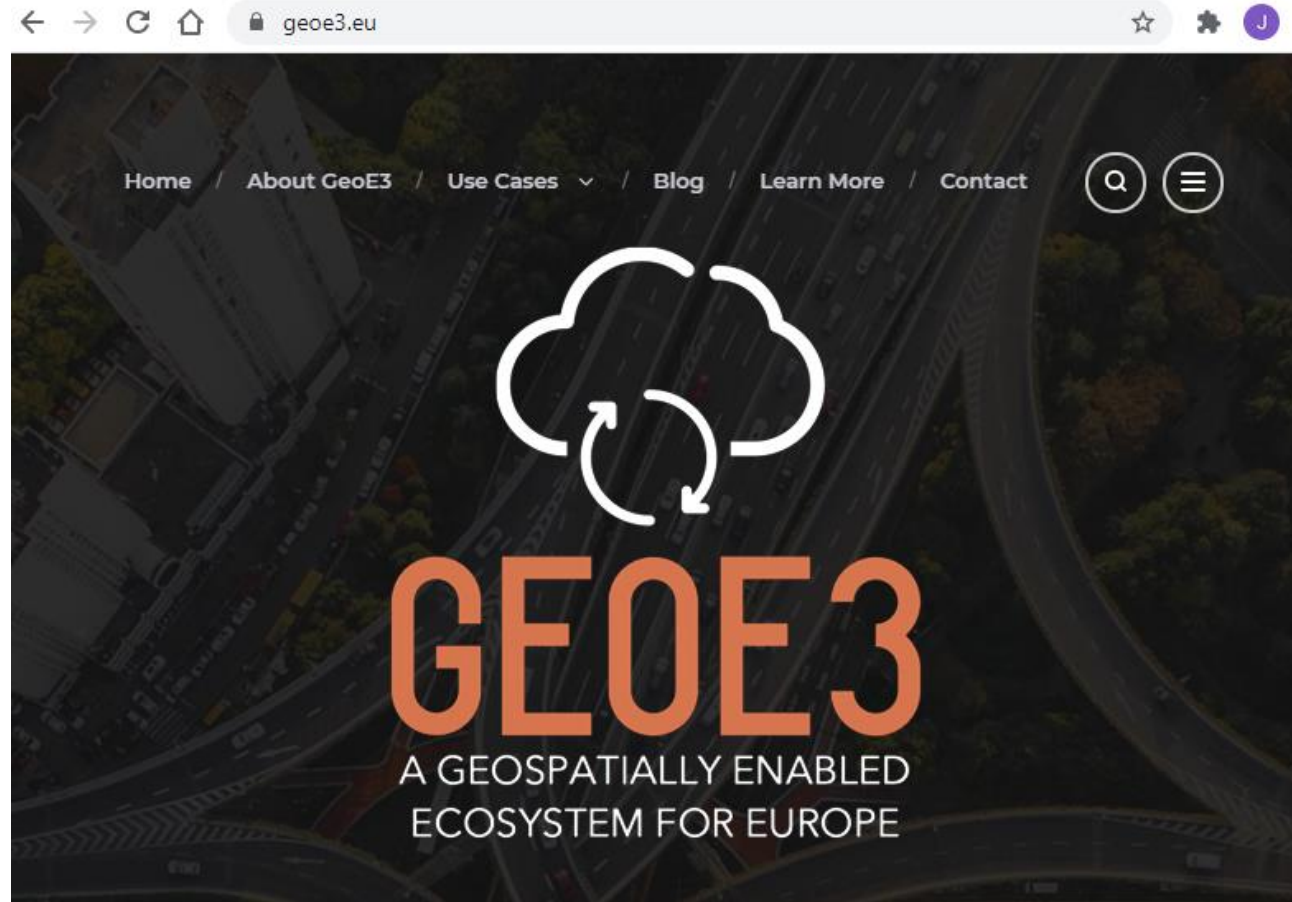 geoe3.eu
J
Home / About GeoE3 / Use Cases / Blog / Learn More / Contact
GEOE3
A GEOSPATIALLY ENABLED
ECOSYSTEM FOR EUROPE